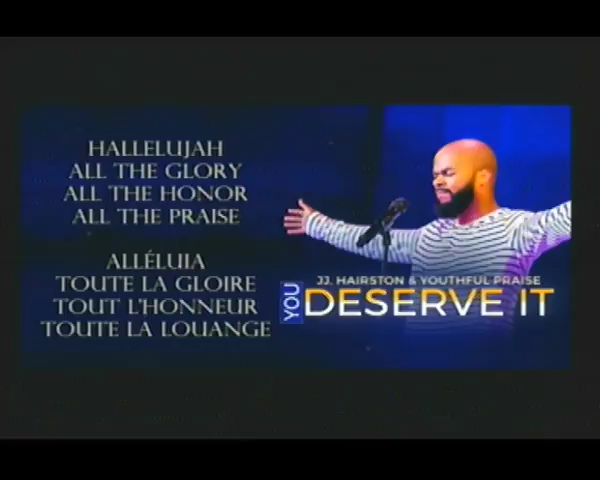 HALLELUJAH
ALL THE GLORY
ALL THE HONOR
ALL THE PRAISE
ALLÉLUIA
TOUTE LA GLOIRE
TOUT L'HONNEUR
TOUTE LA LOUANGE
JJ. HAIRSTON & YOUTHFUL PRAISE
YOU
DESERVE IT